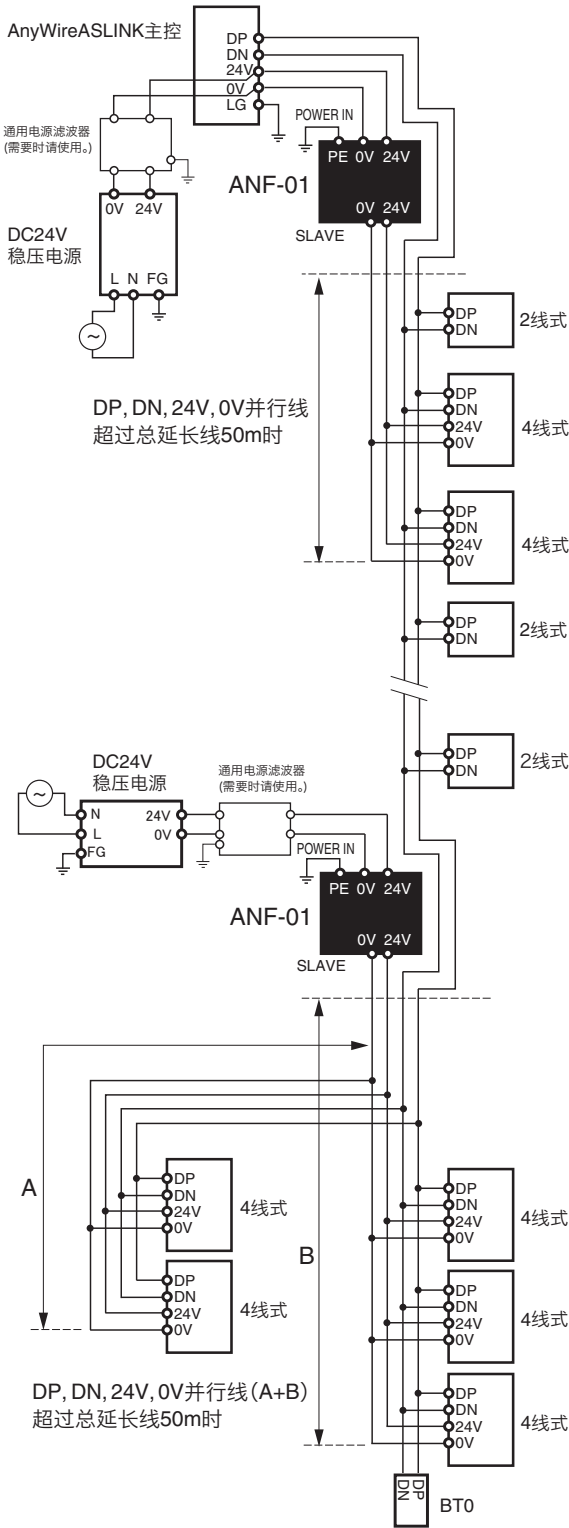 AnyWireASLINK主控
DP
DN
24V
0V
LG
通用电源滤波器
(需要时请使用。)
POWER IN
PE 0V 24V
ANF-01
0V 24V
SLAVE
0V 24V
DC24V
稳压电源
L N FG
~
DP
DN
2线式
DP, DN, 24V, 0V并行线
超过总延长线50m时
DP
DN
24V
0V
4线式
DP
DN
24V
0V
4线式
DP
DN
2线式
DP
DN
2线式
DC24V
稳压电源
通用电源滤波器
(需要时请使用。)
~
N
L
FG
24V
0V
POWER IN
PE 0V 24V
ANF-01
0V 24V
SLAVE
A
B
DP
DN
24V
0V
4线式
DP
DN
24V
0V
4线式
DP
DN
24V
0V
4线式
DP
DN
24V
0V
4线式
DP
DN
24V
0V
4线式
DP, DN, 24V, 0V并行线(A+B)
超过总延长线50m时
DP
DN
BT0